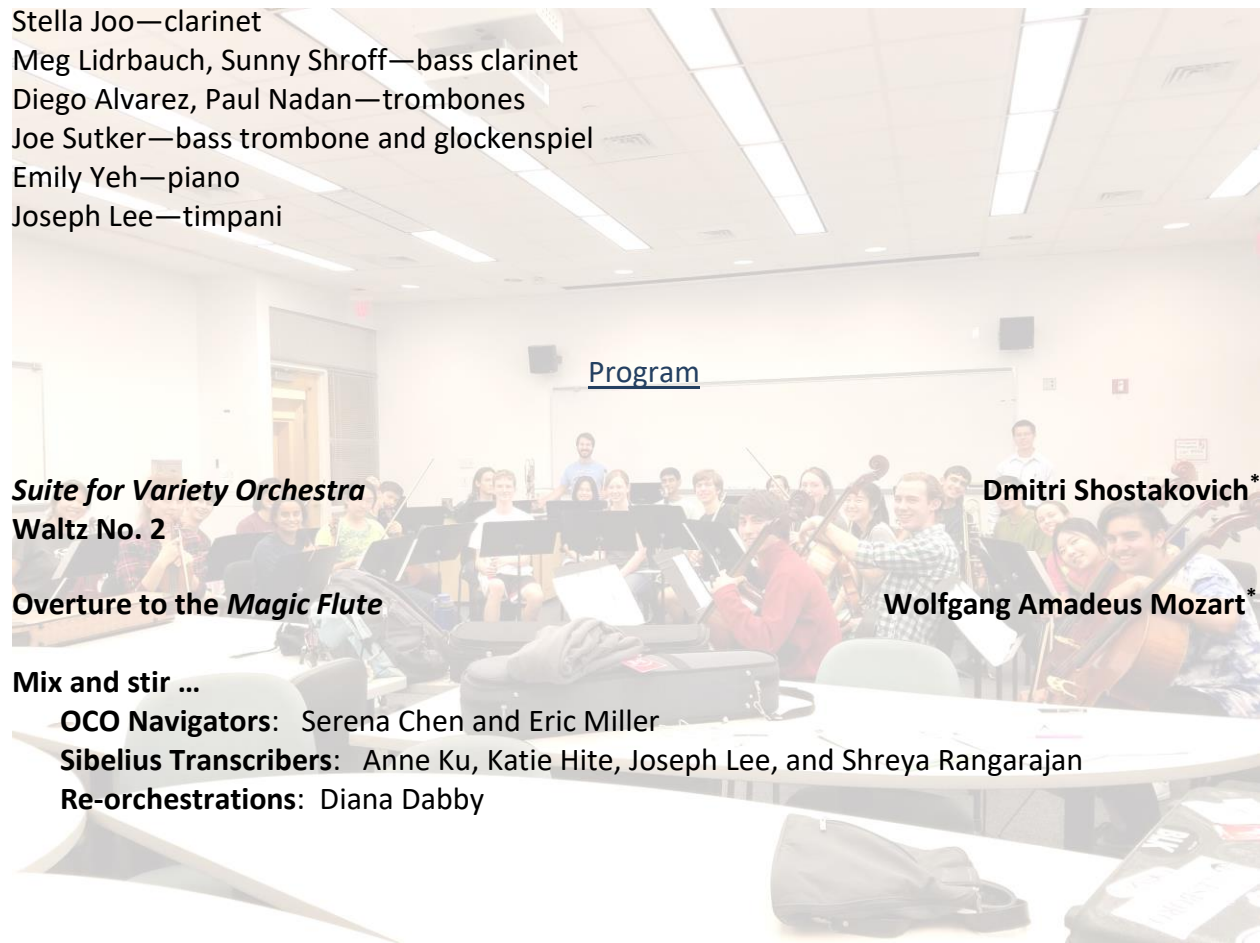 Stella Joo—clarinet
Meg Lidrbauch, Sunny Shroff—bass clarinet
Diego Alvarez, Paul Nadan—trombones
Joe Sutker—bass trombone and glockenspiel
Emily Yeh—piano
Joseph Lee—timpani
Program
Suite for Variety Orchestra Dmitri Shostakovich*
Waltz No. 2
Overture to the Magic Flute Wolfgang Amadeus Mozart*
Mix and stir …
OCO Navigators: Serena Chen and Eric Miller
Sibelius Transcribers: Anne Ku, Katie Hite, Joseph Lee, and Shreya Rangarajan
Re-orchestrations: Diana Dabby